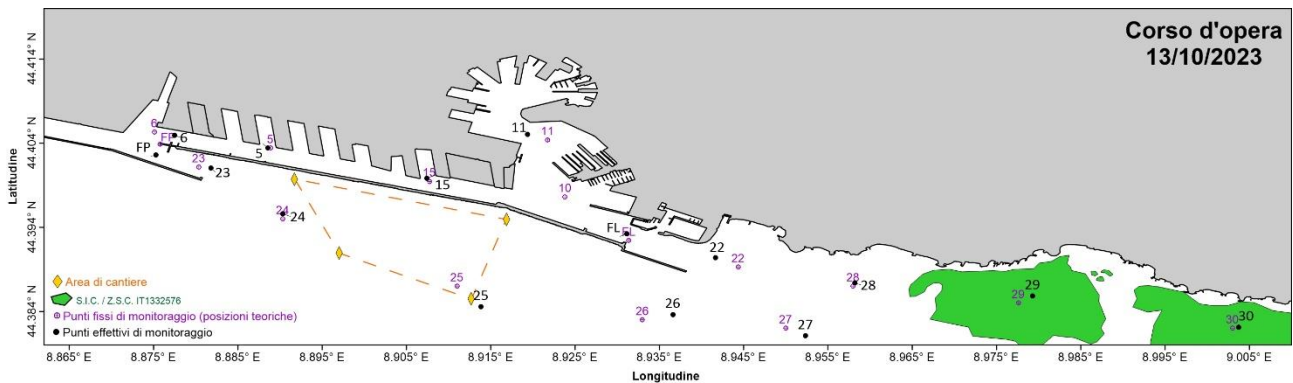 Corso d'opera
13/10/2023
Latitudine
44.414° N
44.404° N
44.394° N
44.384° N
6
FP
6
FP
23
23
5
5
24
24
15
15
11
11
10
FL
FL
22
22
25
25
26
26
27
27
28
28
29
29
30
30
Area di cantiere
S.I.C. / Z.S.C. IT1332576
Punti fissi di monitoraggio (posizioni teoriche)
Punti effettivi di monitoraggio
8.865° E
8.875° E
8.885° E
8.895° E
8.905° E
8.915° E
8.925° E
8.935° E
8.945° E
8.955° E
8.965° E
8.975° E
8.985° E
8.995° E
9.005° E
Longitudine